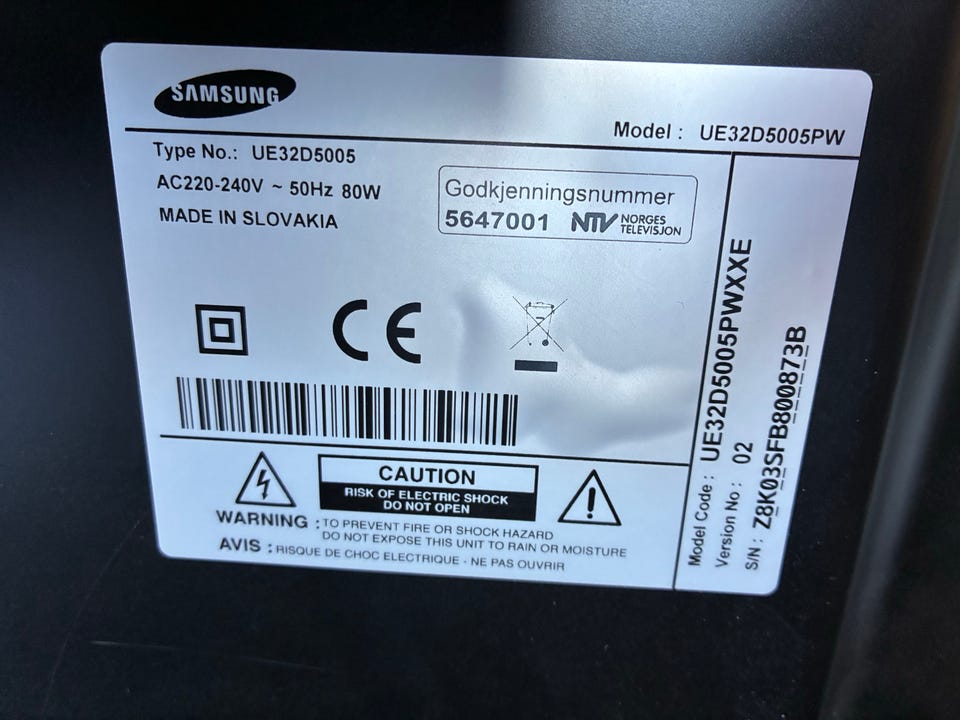 SAMSUNG
Model : UE32D5005PW
Type No.: UE32D5005
AC220-240V ~ 50Hz 80W
MADE IN SLOVAKIA
Godkjenningsnummer
5647001 NTV NORGES
TELEVISJON
CE
CAUTION
RISK OF ELECTRIC SHOCK
DO NOT OPEN
WARNING : TO PREVENT FIRE OR SHOCK HAZARD
DO NOT EXPOSE THIS UNIT TO RAIN OR MOISTURE
AVIS : RISQUE DE CHOC ELECTRIQUE - NE PAS OUVRIR
Model Code : UE32D5005PWXXE
Version No : 02
S/N : Z8K03SFB800873B